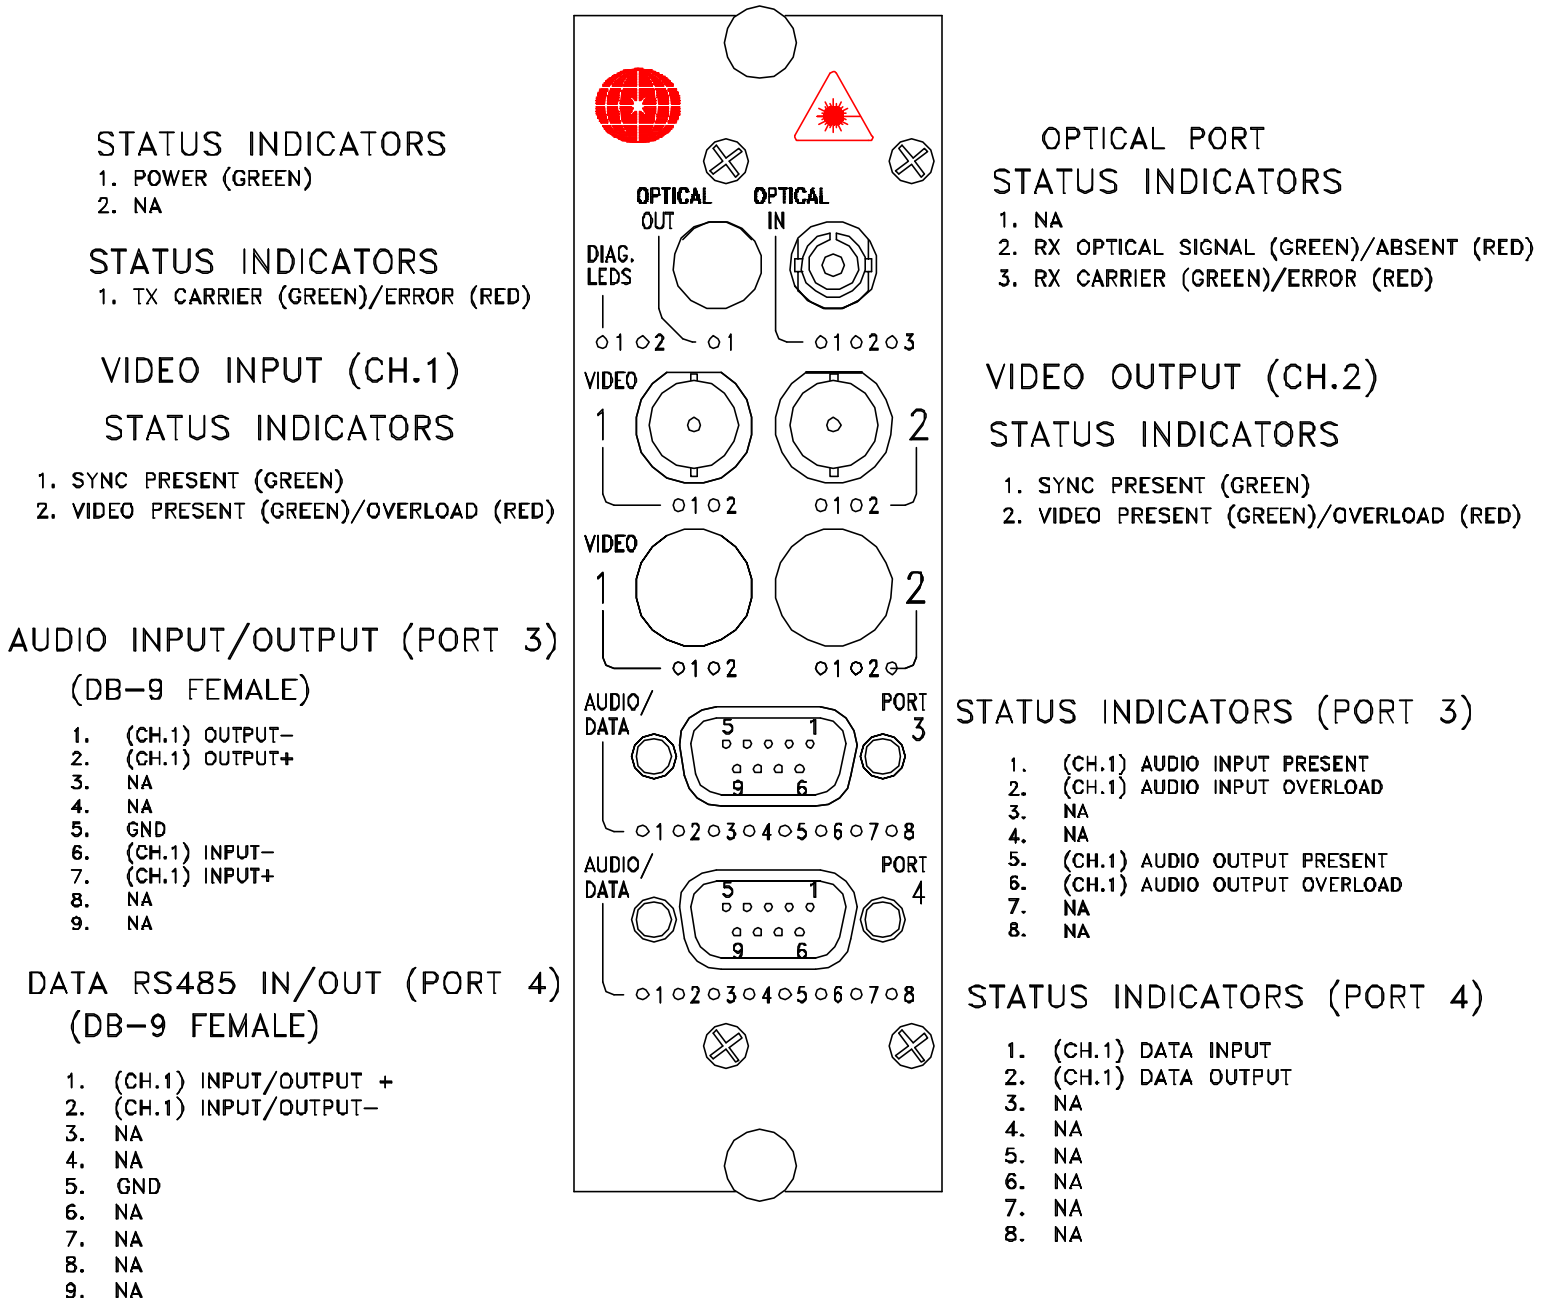 STATUS INDICATORS
1. POWER (GREEN)
2. NA
STATUS INDICATORS
1. TX CARRIER (GREEN)/ERROR (RED)
VIDEO INPUT (CH.1)
STATUS INDICATORS
1. SYNC PRESENT (GREEN)
2. VIDEO PRESENT (GREEN)/OVERLOAD (RED)
AUDIO INPUT/OUTPUT (PORT 3)
(DB-9 FEMALE)
1. (CH.1) OUTPUT-
2. (CH.1) OUTPUT+
3. NA
4. NA
5. GND
6. (CH.1) INPUT-
7. (CH.1) INPUT+
8. NA
9. NA
DATA RS485 IN/OUT (PORT 4)
(DB-9 FEMALE)
1. (CH.1) INPUT/OUTPUT +
2. (CH.1) INPUT/OUTPUT-
3. NA
4. NA
5. GND
6. NA
7. NA
8. NA
9. NA
OPTICAL OUT
OPTICAL IN
DIAG. LEDS
1 2 1 1 2 3
VIDEO
1 2
1 2 1 2
VIDEO
1 2
1 2 1 2
AUDIO/ PORT
DATA 5 1 3
9 6
1 2 3 4 5 6 7 8
AUDIO/ PORT
DATA 5 1 4
9 6
1 2 3 4 5 6 7 8
OPTICAL PORT
STATUS INDICATORS
1. NA
2. RX OPTICAL SIGNAL (GREEN)/ABSENT (RED)
3. RX CARRIER (GREEN)/ERROR (RED)
VIDEO OUTPUT (CH.2)
STATUS INDICATORS
1. SYNC PRESENT (GREEN)
2. VIDEO PRESENT (GREEN)/OVERLOAD (RED)
STATUS INDICATORS (PORT 3)
1. (CH.1) AUDIO INPUT PRESENT
2. (CH.1) AUDIO INPUT OVERLOAD
3. NA
4. NA
5. (CH.1) AUDIO OUTPUT PRESENT
6. (CH.1) AUDIO OUTPUT OVERLOAD
7. NA
8. NA
STATUS INDICATORS (PORT 4)
1. (CH.1) DATA INPUT
2. (CH.1) DATA OUTPUT
3. NA
4. NA
5. NA
6. NA
7. NA
8. NA